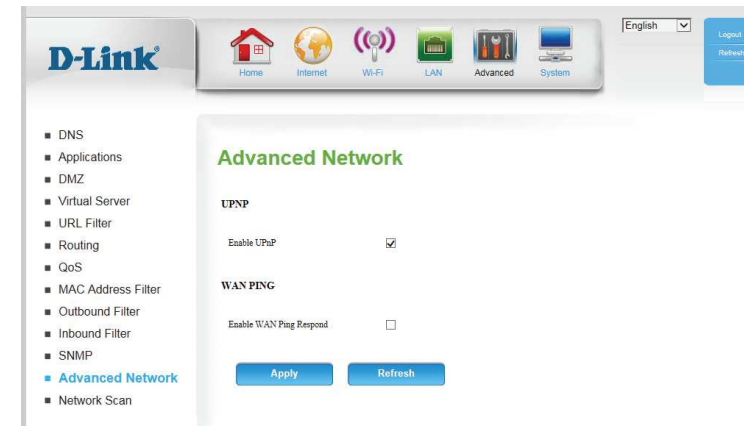 D-Link
Home
Internet
Wi-Fi
LAN
Advanced
System
English
Logout
Refresh
DNS
Applications
DMZ
Virtual Server
URL Filter
Routing
QoS
MAC Address Filter
Outbound Filter
Inbound Filter
SNMP
Advanced Network
Network Scan
Advanced Network
UPNP
Enable UPnP
WAN PING
Enable WAN Ping Respond
Apply
Refresh